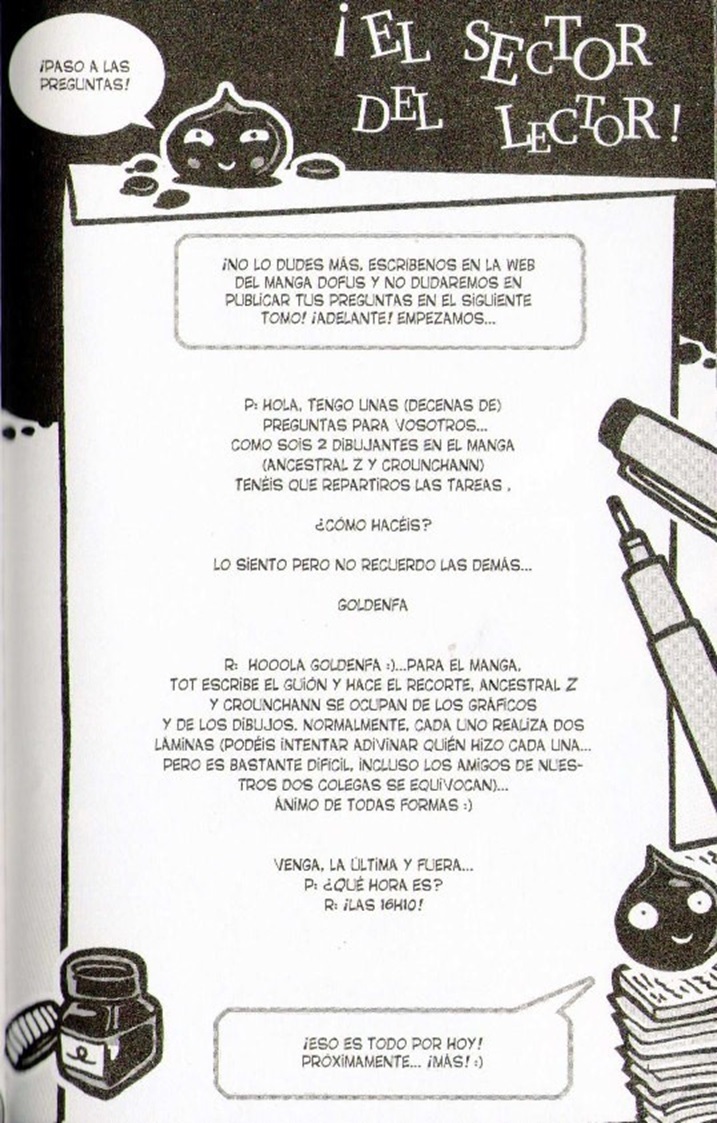 ¡EL SECTOR
DEL LECTOR!
¡PASO A LAS
PREGUNTAS!
¡NO LO DUDES MÁS, ESCRÍBENOS EN LA WEB
DEL MANGA DOFUS Y NO DUDAREMOS EN
PUBLICAR TUS PREGUNTAS EN EL SIGUIENTE
TOMO! ¡ADELANTE! EMPEZAMOS...
P: HOLA, TENGO UNAS (DECENAS DE)
PREGUNTAS PARA VOSOTROS...
COMO SOIS 2 DIBUJANTES EN EL MANGA
(ANCESTRAL Z Y CROUNCHANN)
TENÉIS QUE REPARTIROS LAS TAREAS .
¿CÓMO HACÉIS?
LO SIENTO PERO NO RECUERDO LAS DEMÁS...
GOLDENFA
R: HOOOLA GOLDENFA :)...PARA EL MANGA,
TOT ESCRIBE EL GUIÓN Y HACE EL RECORTE, ANCESTRAL Z
Y CROUNCHANN SE OCUPAN DE LOS GRÁFICOS
Y DE LOS DIBUJOS. NORMALMENTE, CADA UNO REALIZA DOS
LÁMINAS (PODÉIS INTENTAR ADIVINAR QUIÉN HIZO CADA UNA...
PERO ES BASTANTE DIFÍCIL, INCLUSO LOS AMIGOS DE NUES-
TROS DOS COLEGAS SE EQUIVOCAN)...
ÁNIMO DE TODAS FORMAS :)
VENGA, LA ÚLTIMA Y FUERA...
P: ¿QUÉ HORA ES?
R: ¡LAS 16H10!
¡ESO ES TODO POR HOY!
PRÓXIMAMENTE... ¡MÁS! :)